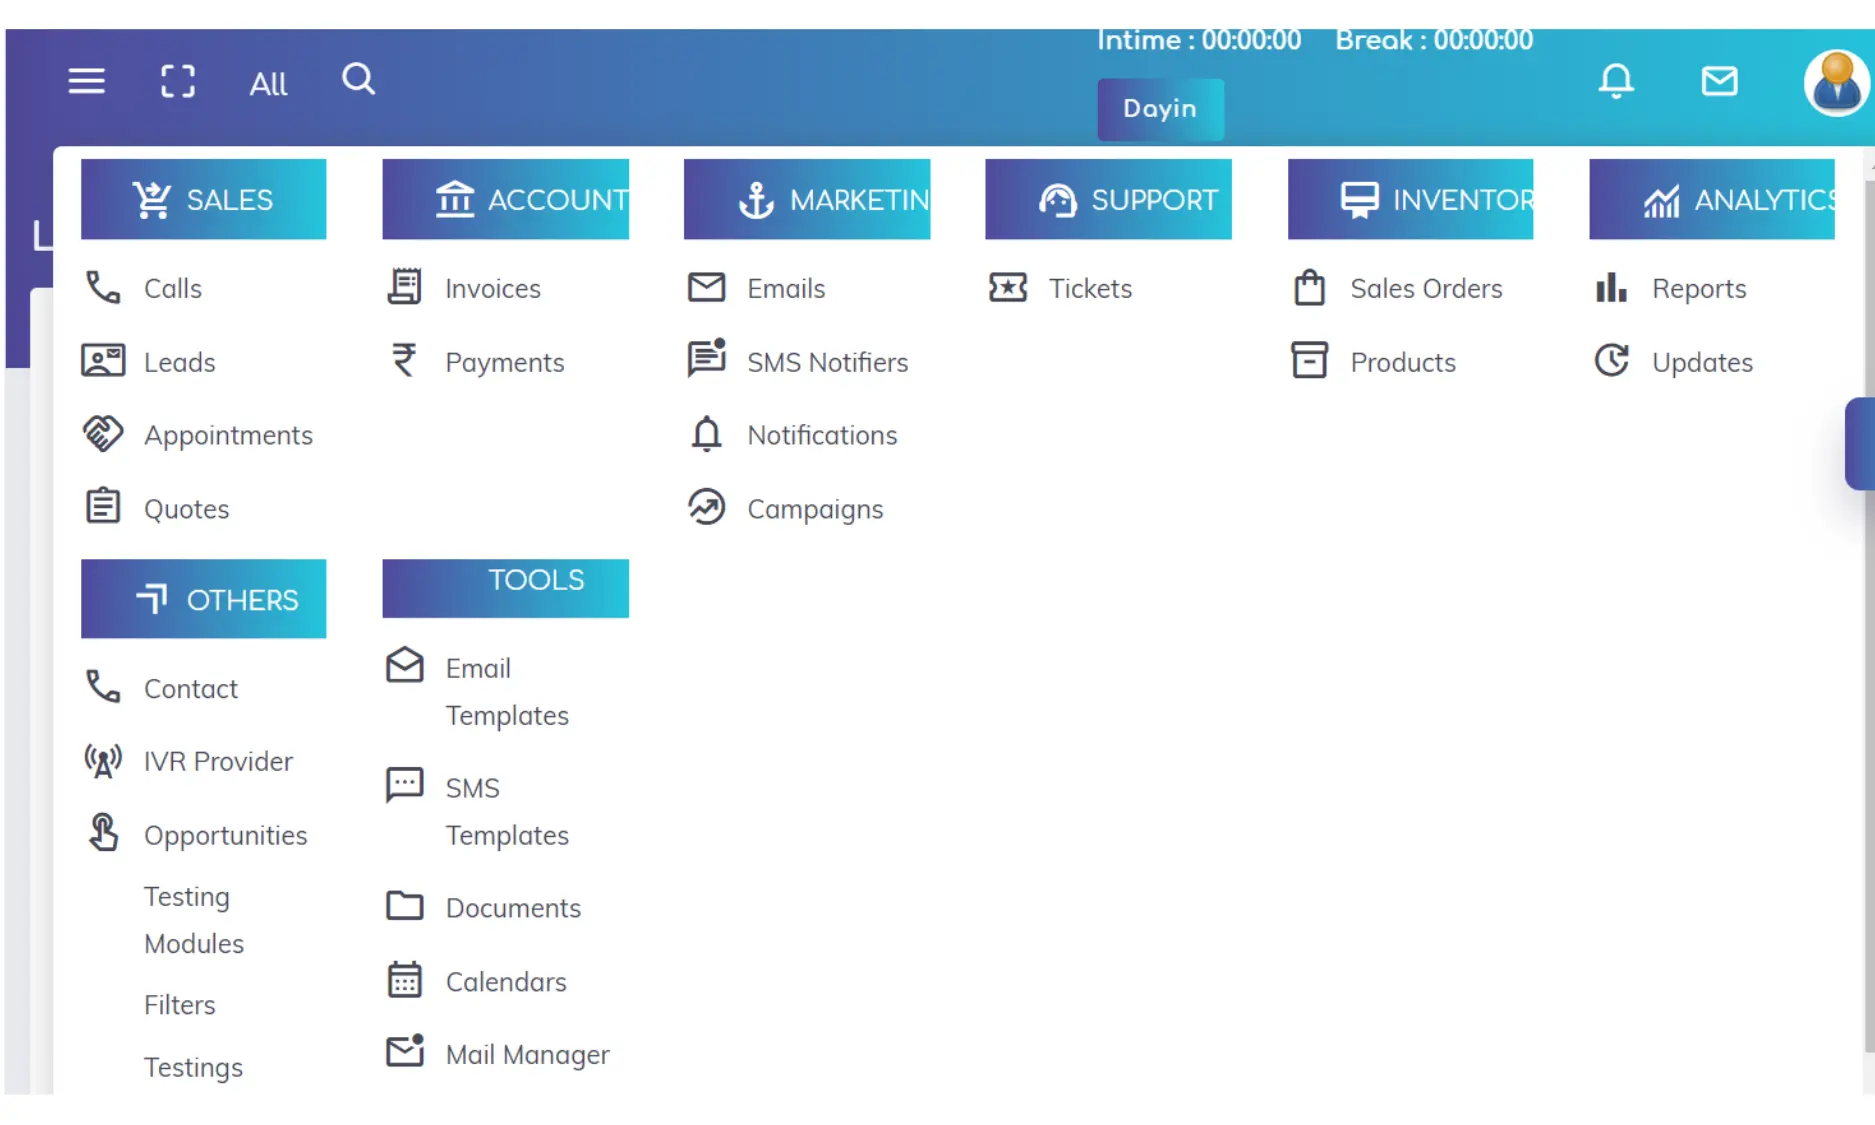 Intime : 00:00:00 Break : 00:00:00
All
Dayin
SALES
Calls
Leads
Appointments
Quotes
ACCOUNT
Invoices
Payments
MARKETIN
Emails
SMS Notifiers
Notifications
Campaigns
SUPPORT
Tickets
INVENTOR
Sales Orders
Products
ANALYTICS
Reports
Updates
OTHERS
Contact
IVR Provider
Opportunities
Testing
Modules
Filters
Testings
TOOLS
Email
Templates
SMS
Templates
Documents
Calendars
Mail Manager